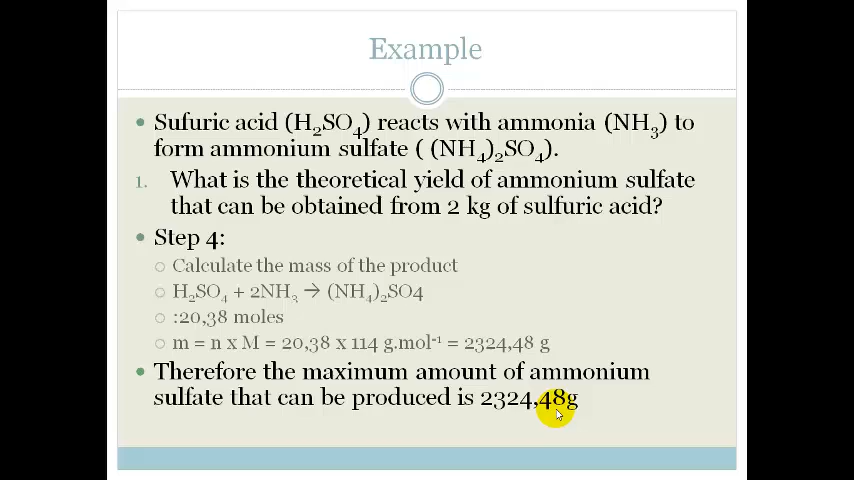 Example
• Sufuric acid (H₂SO₄) reacts with ammonia (NH₃) to
form ammonium sulfate ( (NH₄)₂SO₄).
1. What is the theoretical yield of ammonium sulfate
that can be obtained from 2 kg of sulfuric acid?
• Step 4:
○ Calculate the mass of the product
○ H₂SO₄ + 2NH₃ → (NH₄)₂SO4
○ :20,38 moles
○ m = n x M = 20,38 x 114 g.mol⁻¹ = 2324,48 g
• Therefore the maximum amount of ammonium
sulfate that can be produced is 2324,48g